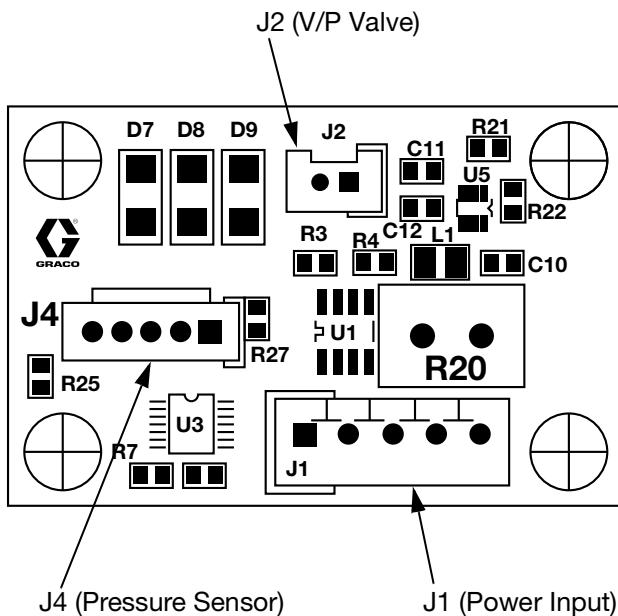 J2 (V/P Valve)
D7 D8 D9 J2 C11 R21
U5
R22
GRACO
®
R3 R4 C12 L1 C10
J4
R27
U1
R20
R25
U3
R7
J1
J4 (Pressure Sensor) J1 (Power Input)